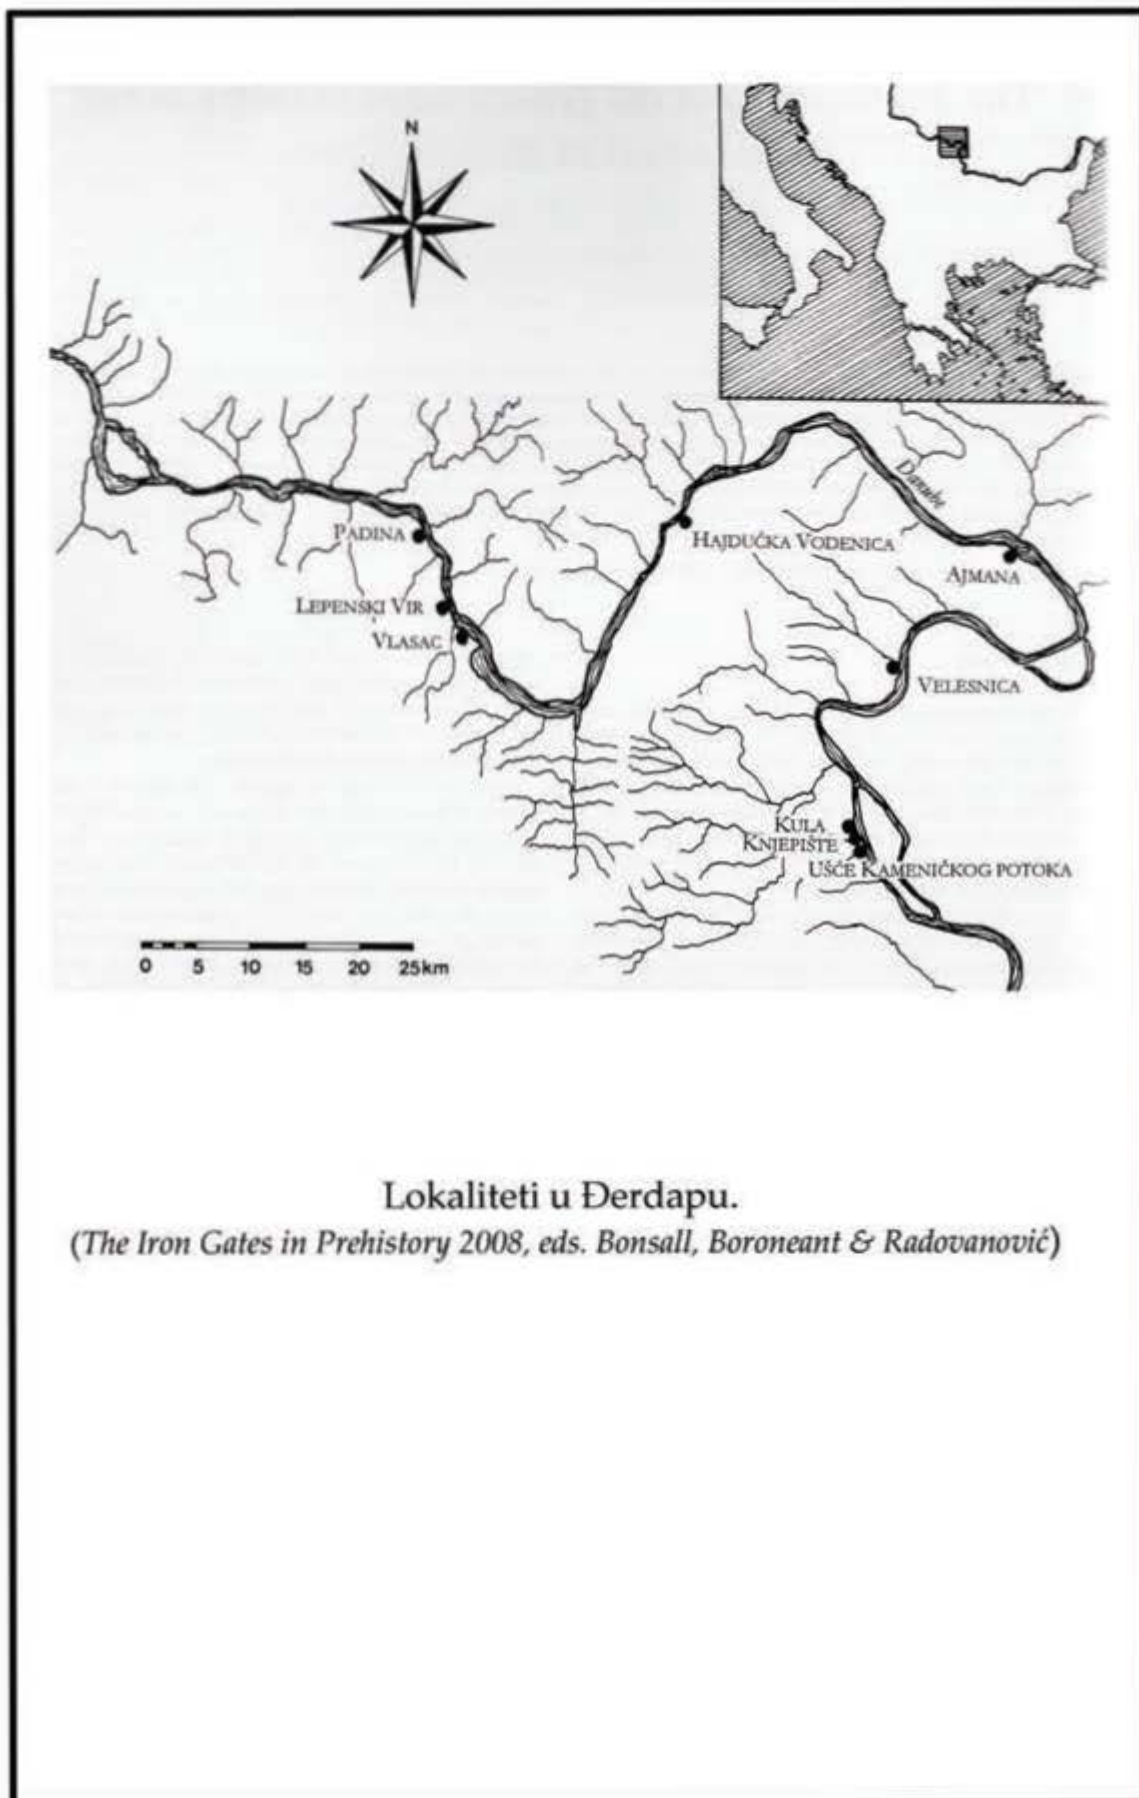 N
Danube
PADINA
HAJDUČKA VODENICA
AJMANA
LEPENSKI VIR
VLASAC
VELESNICA
KULA
KNJEPIŠTE
UŠĆE KAMENIČKOG POTOKA
0 5 10 15 20 25km
Lokaliteti u Đerdapu.
(The Iron Gates in Prehistory 2008, eds. Bonsall, Boroneant & Radovanović)